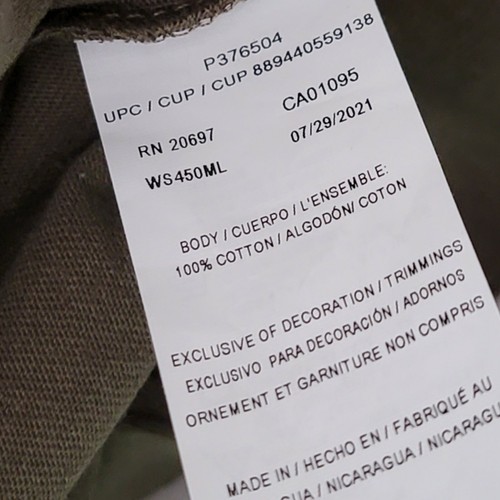 P376504
UPC / CUP / CUP 889440559138
RN 20697 CA01095
WS450ML 07/29/2021
BODY / CUERPO / L'ENSEMBLE:
100% COTTON / ALGODÓN/ COTON
EXCLUSIVE OF DECORATION / TRIMMINGS
EXCLUSIVO PARA DECORACIÓN / ADORNOS
ORNEMENT ET GARNITURE NON COMPRIS
MADE IN / HECHO EN / FABRIQUÉ AU
/ NICARAGUA /